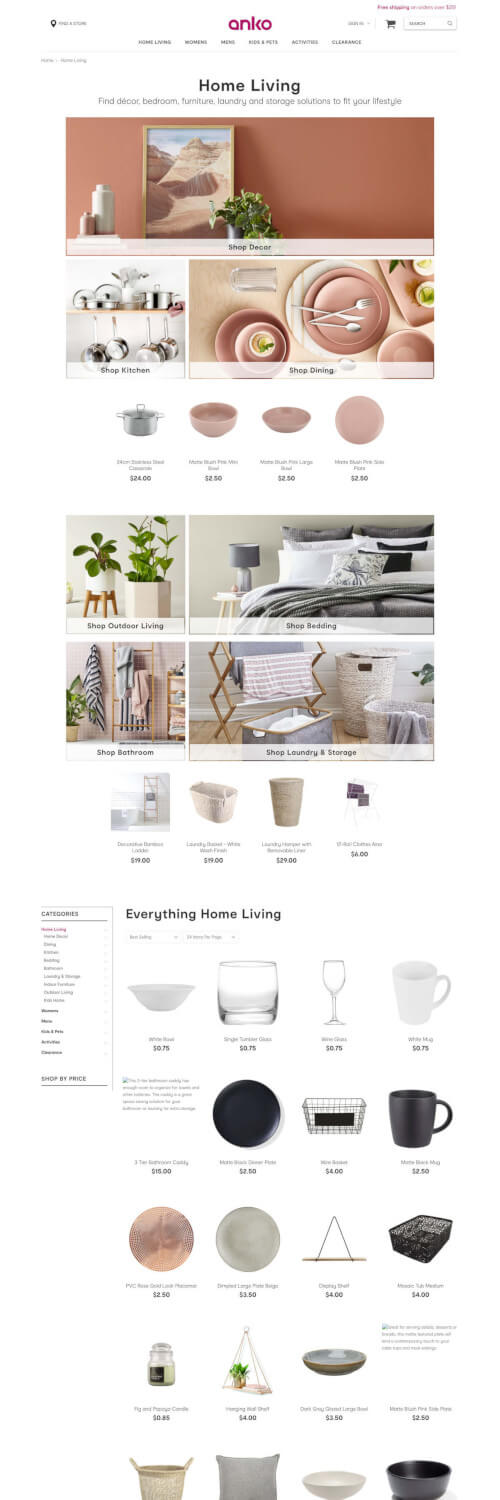 Free shipping on orders over $25!
FIND A STORE
anko
SIGN IN
SEARCH
HOME LIVING
WOMENS
MENS
KIDS & PETS
ACTIVITIES
CLEARANCE
Home > Home Living
Home Living
Find décor, bedroom, furniture, laundry and storage solutions to fit your lifestyle
Shop Decor
Shop Kitchen
Shop Dining
24cm Stainless Steel
Casserole
$24.00
Matte Blush Pink Mini
Bowl
$2.50
Matte Blush Pink Large
Bowl
$2.50
Matte Blush Pink Side
Plate
$2.50
Shop Outdoor Living
Shop Bedding
Shop Bathroom
Shop Laundry & Storage
Decorative Bamboo
Ladder
$19.00
Laundry Basket - White
Wash Finish
$19.00
Laundry Hamper with
Removable Liner
$29.00
$6.00
CATEGORIES
Home Living
Home Decor
Dining
Kitchen
Bedding
Bathroom
Laundry & Storage
Indoor Furniture
Outdoor Living
Kids Home
Womens
Mens
Kids & Pets
Activities
Clearance
SHOP BY PRICE
Everything Home Living
Best Selling
24 Items Per Page
White Bowl
$0.75
Single Tumbler Glass
$0.75
Wine Glass
$0.75
White Mug
$0.75
This 3-tier bathroom caddy has
enough room to organize for towels and
other toiletries. The caddy is a great
space saving solution for your
bathroom or laundry for extra storage.
3 Tier Bathroom Caddy
$15.00
Matte Black Dinner Plate
$2.50
Wire Basket
$4.00
Matte Black Mug
$2.50
PVC Rose Gold Look Placemat
$2.50
Dimpled Large Plate Beige
$3.50
Display Shelf
$4.00
Mosaic Tub Medium
$4.00
Fig and Papaya Candle
$0.85
Hanging Wall Shelf
$4.00
Dark Grey Glazed Large Bowl
$3.50
Great for serving salads, desserts or
breads, this matte textured plate will
lend a contemporary touch to your
table tops and meal settings.
Matte Blush Pink Side Plate
$2.50